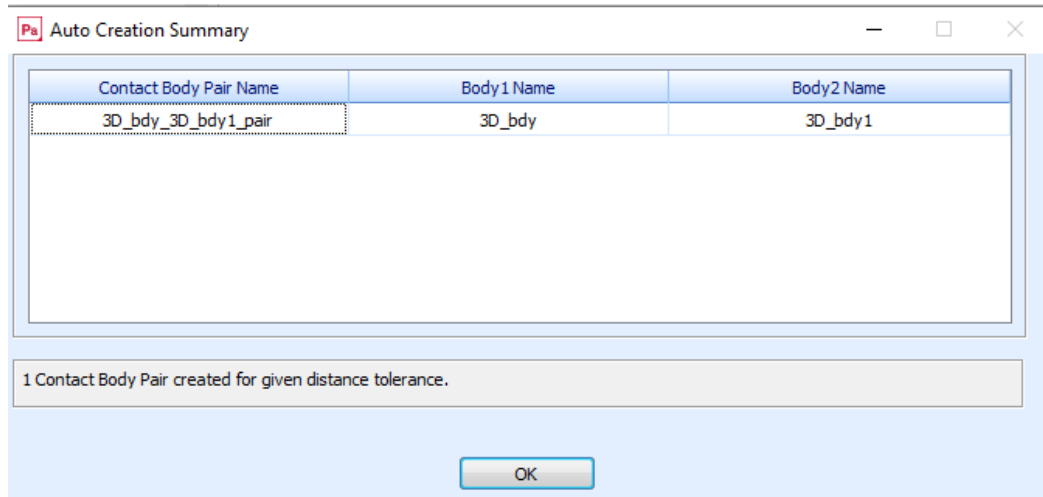 Pa Auto Creation Summary
Contact Body Pair Name Body1 Name Body2 Name
3D_bdy_3D_bdy1_pair 3D_bdy 3D_bdy1
1 Contact Body Pair created for given distance tolerance.
OK